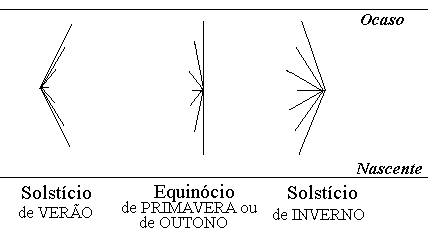 Ocaso
Nascente
Solstício
de VERÃO
Equinócio
de PRIMAVERA ou
de OUTONO
Solstício
de INVERNO